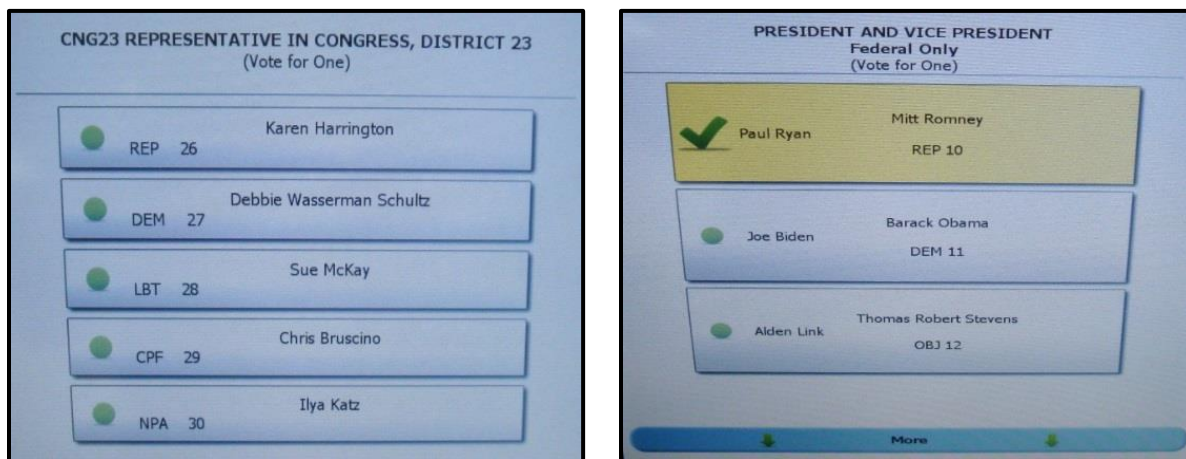 CNG23 REPRESENTATIVE IN CONGRESS, DISTRICT 23
(Vote for One)
Karen Harrington
REP 26
Debbie Wasserman Schultz
DEM 27
Sue McKay
LBT 28
Chris Bruscino
CPF 29
Ilya Katz
NPA 30
PRESIDENT AND VICE PRESIDENT
Federal Only
(Vote for One)
Mitt Romney
Paul Ryan
REP 10
Barack Obama
Joe Biden
DEM 11
Thomas Robert Stevens
Alden Link
OBJ 12
More